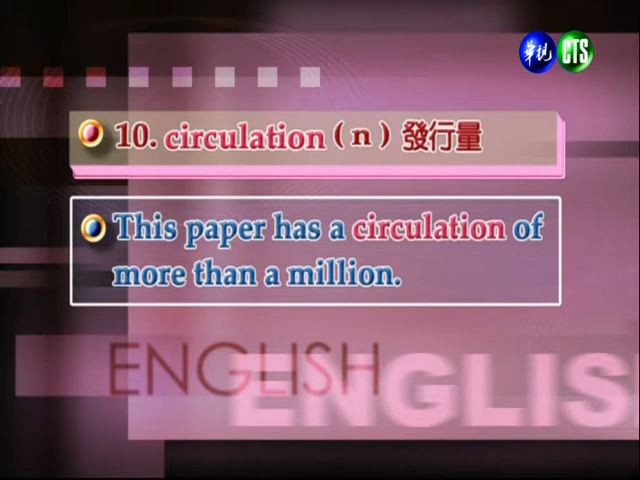 華視 CTS
10. circulation ( n ) 發行量
This paper has a circulation of
more than a million.
ENGLISH
ENGLIS